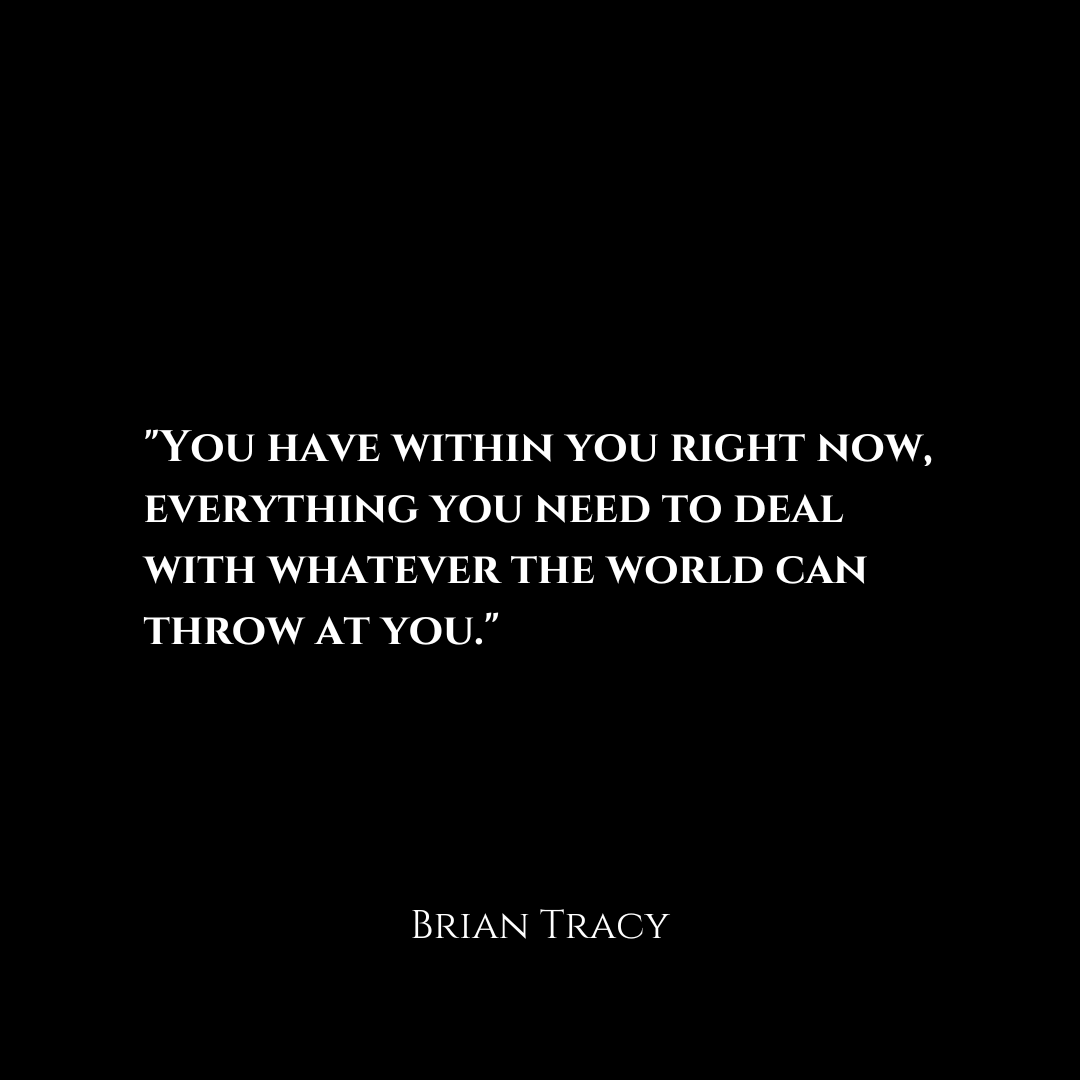 "You have within you right now,
everything you need to deal
with whatever the world can
throw at you."
Brian Tracy